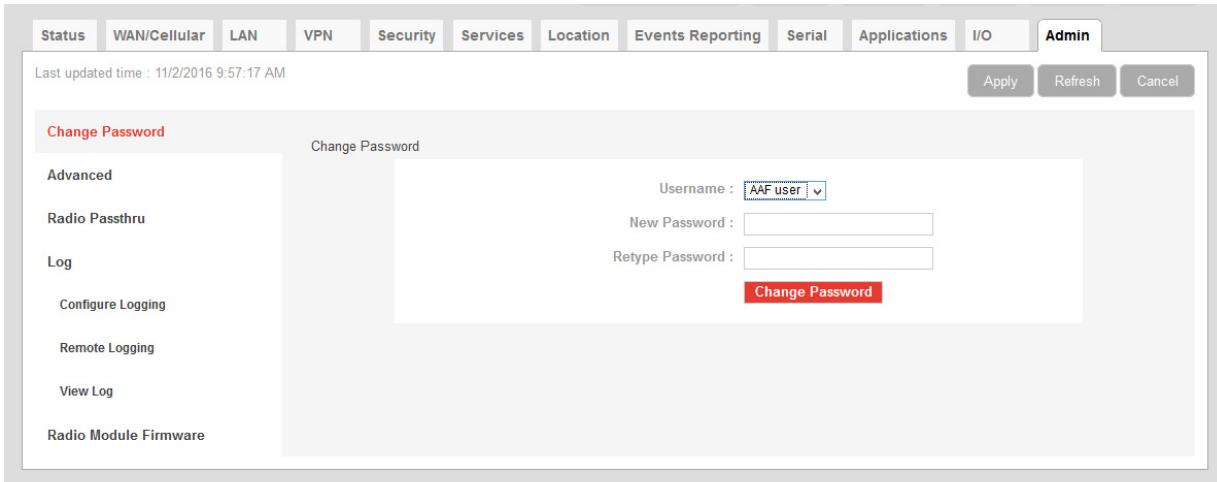 Status WAN/Cellular LAN VPN Security Services Location Events Reporting Serial Applications I/O Admin
Last updated time : 11/2/2016 9:57:17 AM
Apply Refresh Cancel
Change Password
Advanced
Radio Passthru
Log
Configure Logging
Remote Logging
View Log
Radio Module Firmware
Change Password
Username : AAF user
New Password :
Retype Password :
Change Password